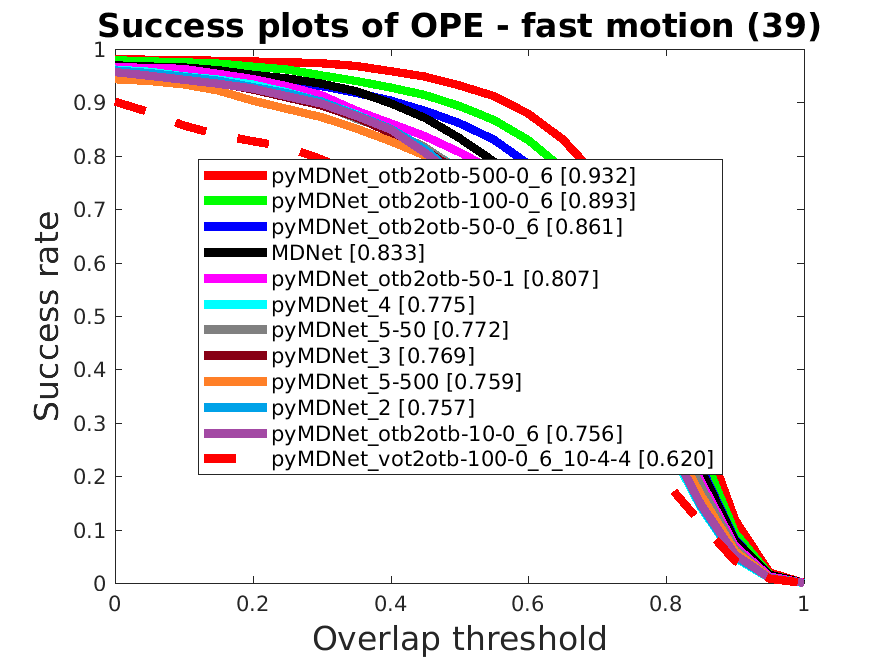 Success plots of OPE - fast motion (39)
1
0.9
0.8
0.7
0.6
0.5
0.4
0.3
0.2
0.1
0
Success rate
pyMDNet_otb2otb-500-0_6 [0.932]
pyMDNet_otb2otb-100-0_6 [0.893]
pyMDNet_otb2otb-50-0_6 [0.861]
MDNet [0.833]
pyMDNet_otb2otb-50-1 [0.807]
pyMDNet_4 [0.775]
pyMDNet_5-50 [0.772]
pyMDNet_3 [0.769]
pyMDNet_5-500 [0.759]
pyMDNet_2 [0.757]
pyMDNet_otb2otb-10-0_6 [0.756]
pyMDNet_vot2otb-100-0_6_10-4-4 [0.620]
0 0.2 0.4 0.6 0.8 1
Overlap threshold